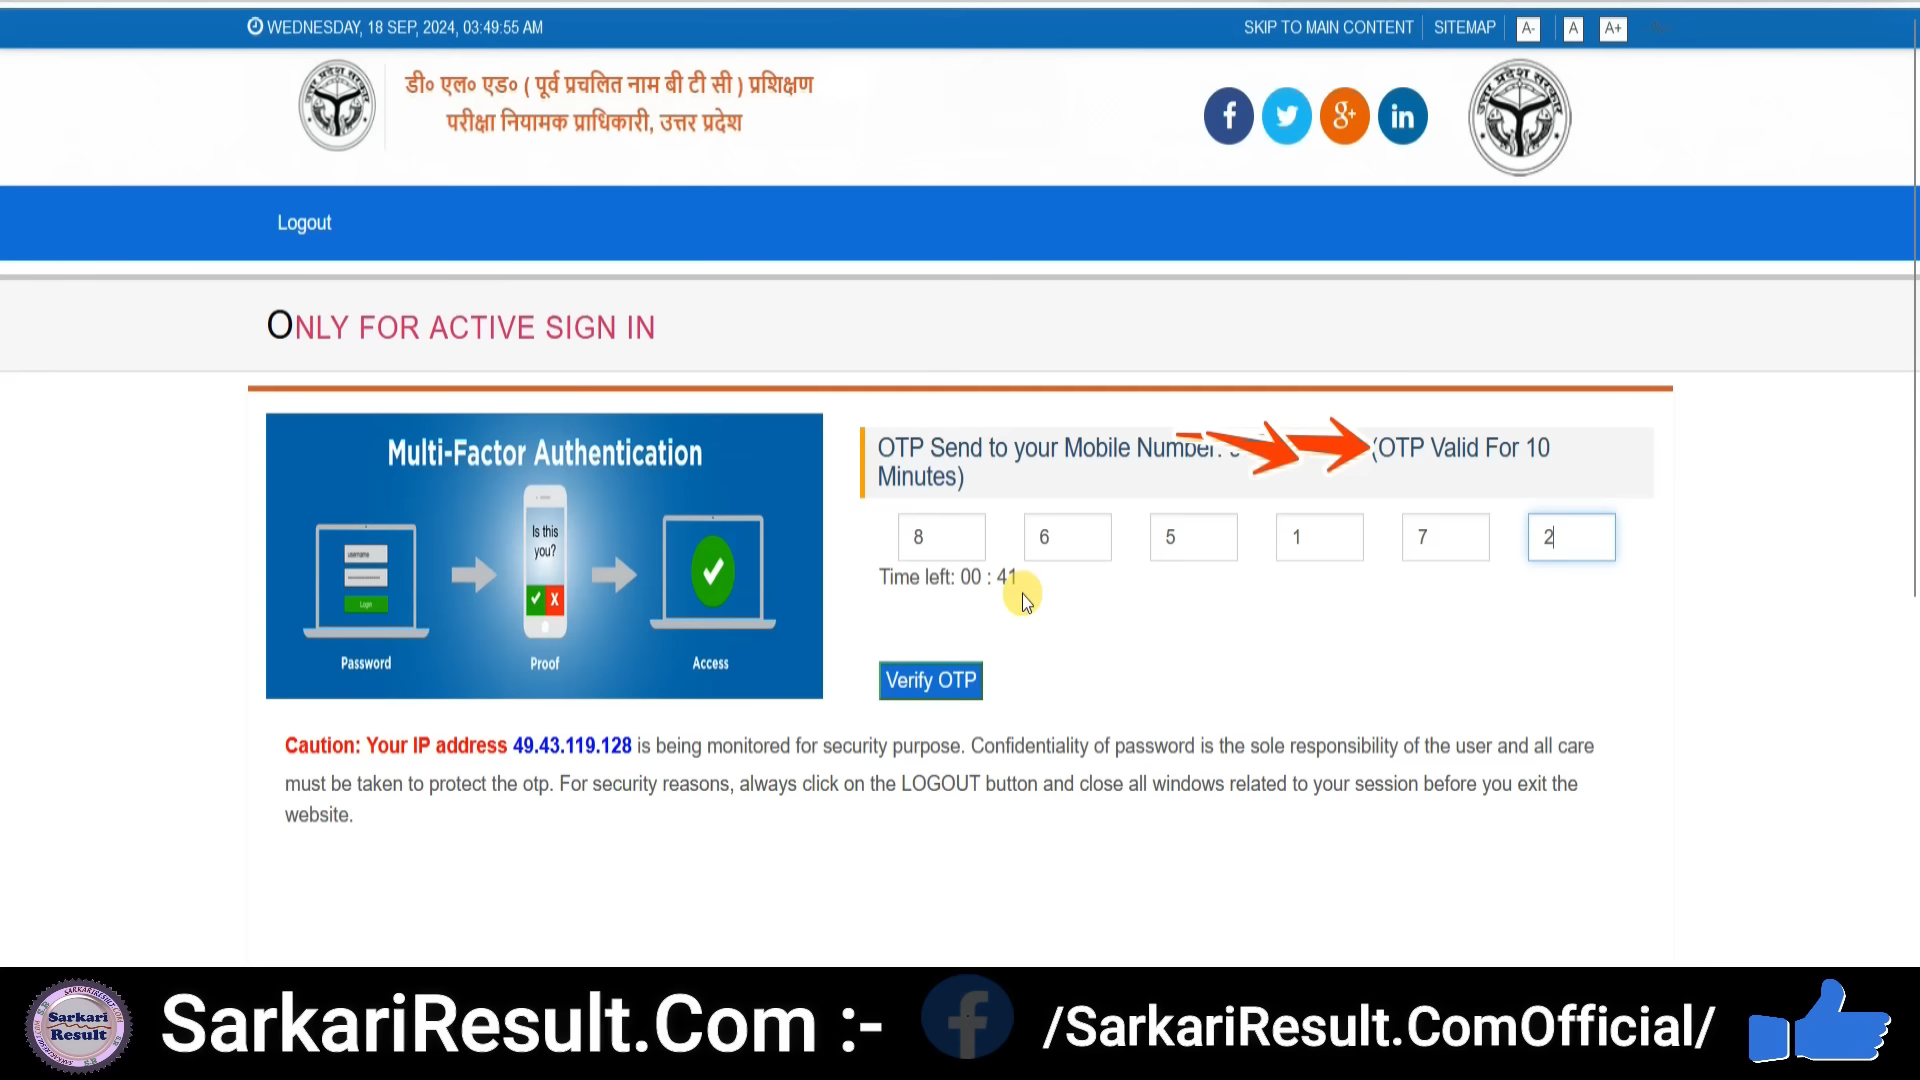 WEDNESDAY, 18 SEP, 2024, 03:49:55 AM
SKIP TO MAIN CONTENT SITEMAP A- A A+
डी० एल० एड० ( पूर्व प्रचलित नाम बी टी सी ) प्रशिक्षण
परीक्षा नियामक प्राधिकारी, उत्तर प्रदेश
f g+ in
Logout
ONLY FOR ACTIVE SIGN IN
Multi-Factor Authentication
Is this
you?
username
Login
Password Proof Access
OTP Send to your Mobile Number: (OTP Valid For 10
Minutes)
8 6 5 1 7 2
Time left: 00 : 41
Verify OTP
Caution: Your IP address 49.43.119.128 is being monitored for security purpose. Confidentiality of password is the sole responsibility of the user and all care
must be taken to protect the otp. For security reasons, always click on the LOGOUT button and close all windows related to your session before you exit the
website.
Sarkari
Result
SarkariResult.Com :- f /SarkariResult.ComOfficial/